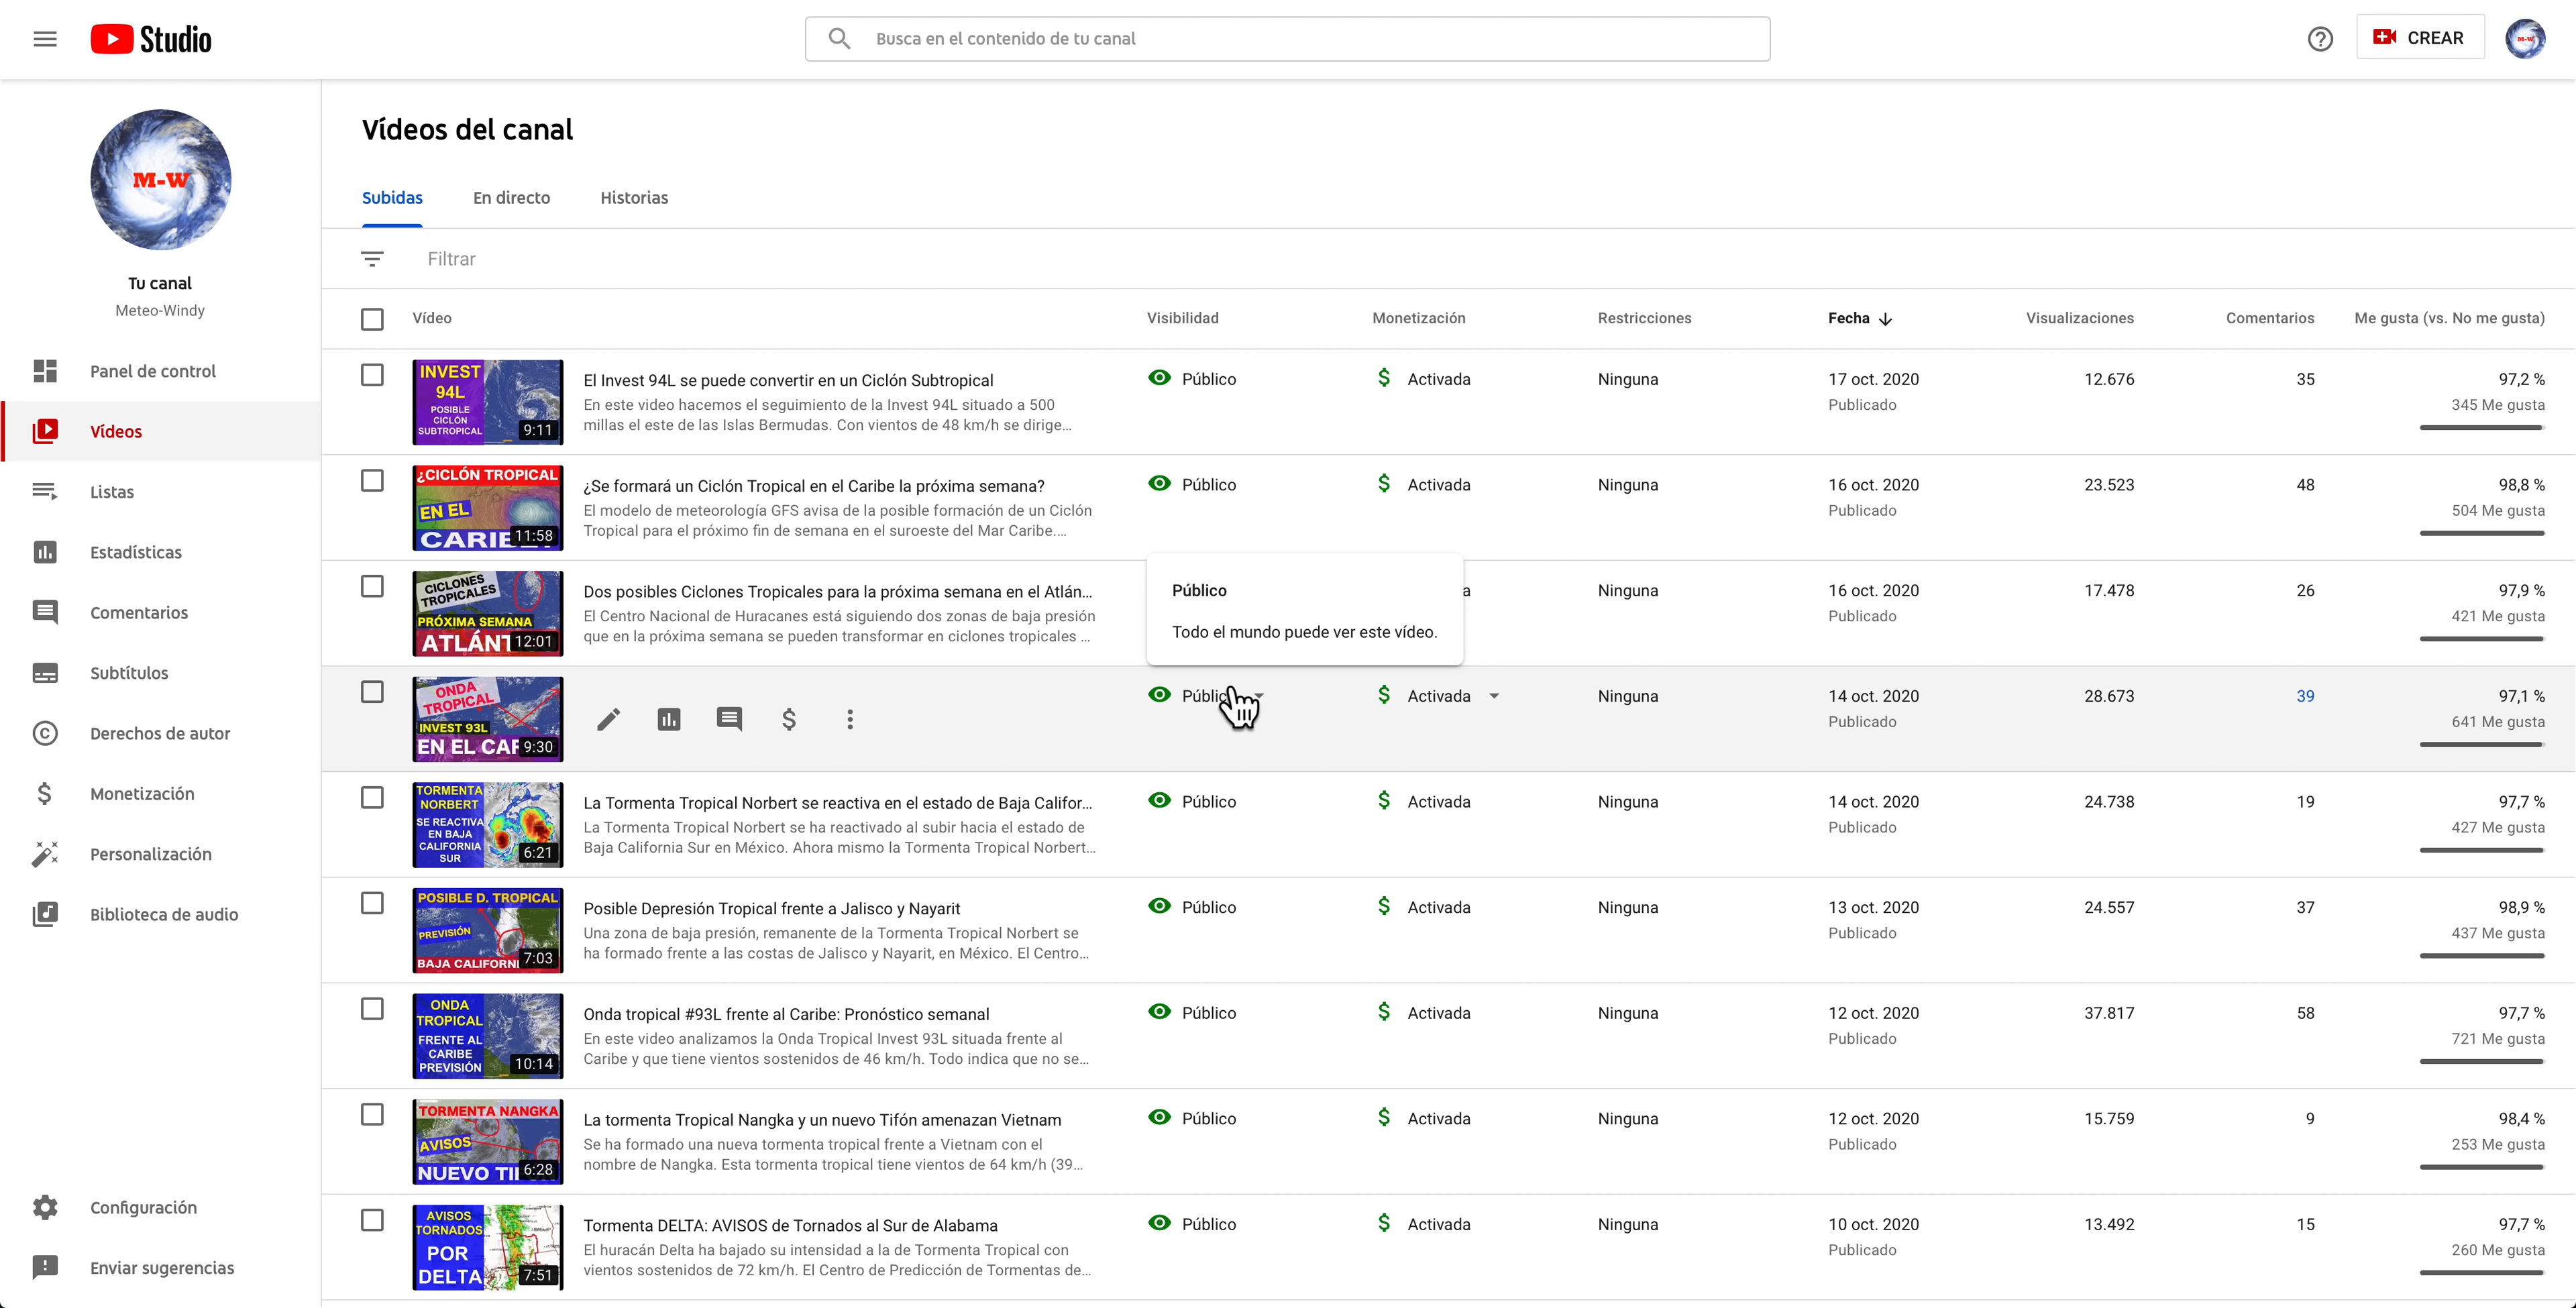 Studio
Busca en el contenido de tu canal
CREAR
M-W
M-W
Tu canal
Meteo-Windy
Panel de control
Vídeos
Listas
Estadísticas
Comentarios
Subtítulos
Derechos de autor
Monetización
Personalización
Biblioteca de audio
Configuración
Enviar sugerencias
Vídeos del canal
Subidas En directo Historias
Filtrar
Vídeo Visibilidad Monetización Restricciones Fecha Visualizaciones Comentarios Me gusta (vs. No me gusta)
INVEST
94L
POSIBLE
CICLÓN
SUBTROPICAL
9:11
El Invest 94L se puede convertir en un Ciclón Subtropical
En este video hacemos el seguimiento de la Invest 94L situado a 500
millas el este de las Islas Bermudas. Con vientos de 48 km/h se dirige...
Público Activada Ninguna 17 oct. 2020 12.676 35 97,2 %
Publicado 345 Me gusta
¿CICLÓN TROPICAL
EN EL
CARIBE
11:58
¿Se formará un Ciclón Tropical en el Caribe la próxima semana?
El modelo de meteorología GFS avisa de la posible formación de un Ciclón
Tropical para el próximo fin de semana en el suroeste del Mar Caribe....
Público Activada Ninguna 16 oct. 2020 23.523 48 98,8 %
Publicado 504 Me gusta
CICLONES
TROPICALES
PRÓXIMA SEMANA
ATLÁNT
12:01
Dos posibles Ciclones Tropicales para la próxima semana en el Atlán...
El Centro Nacional de Huracanes está siguiendo dos zonas de baja presión
que en la próxima semana se pueden transformar en ciclones tropicales ...
Público
Todo el mundo puede ver este vídeo.
a Ninguna 16 oct. 2020 17.478 26 97,9 %
Publicado 421 Me gusta
ONDA
TROPICAL
INVEST 93L
EN EL CAR
9:30
Públic Activada Ninguna 14 oct. 2020 28.673 39 97,1 %
Publicado 641 Me gusta
TORMENTA
NORBERT
SE REACTIVA
EN BAJA
CALIFORNIA
SUR
6:21
La Tormenta Tropical Norbert se reactiva en el estado de Baja Califor...
La Tormenta Tropical Norbert se ha reactivado al subir hacia el estado de
Baja California Sur en México. Ahora mismo la Tormenta Tropical Norbert...
Público Activada Ninguna 14 oct. 2020 24.738 19 97,7 %
Publicado 427 Me gusta
POSIBLE D. TROPICAL
PREVISIÓN
BAJA CALIFORNI
7:03
Posible Depresión Tropical frente a Jalisco y Nayarit
Una zona de baja presión, remanente de la Tormenta Tropical Norbert se
ha formado frente a las costas de Jalisco y Nayarit, en México. El Centro...
Público Activada Ninguna 13 oct. 2020 24.557 37 98,9 %
Publicado 437 Me gusta
ONDA
TROPICAL
FRENTE AL
CARIBE
PREVISIÓN
10:14
Onda tropical #93L frente al Caribe: Pronóstico semanal
En este video analizamos la Onda Tropical Invest 93L situada frente al
Caribe y que tiene vientos sostenidos de 46 km/h. Todo indica que no se...
Público Activada Ninguna 12 oct. 2020 37.817 58 97,7 %
Publicado 721 Me gusta
TORMENTA NANGKA
AVISOS
NUEVO TI
6:28
La tormenta Tropical Nangka y un nuevo Tifón amenazan Vietnam
Se ha formado una nueva tormenta tropical frente a Vietnam con el
nombre de Nangka. Esta tormenta tropical tiene vientos de 64 km/h (39...
Público Activada Ninguna 12 oct. 2020 15.759 9 98,4 %
Publicado 253 Me gusta
AVISOS
TORNADOS
POR
DELTA
7:51
Tormenta DELTA: AVISOS de Tornados al Sur de Alabama
El huracán Delta ha bajado su intensidad a la de Tormenta Tropical con
vientos sostenidos de 72 km/h. El Centro de Predicción de Tormentas de...
Público Activada Ninguna 10 oct. 2020 13.492 15 97,7 %
Publicado 260 Me gusta